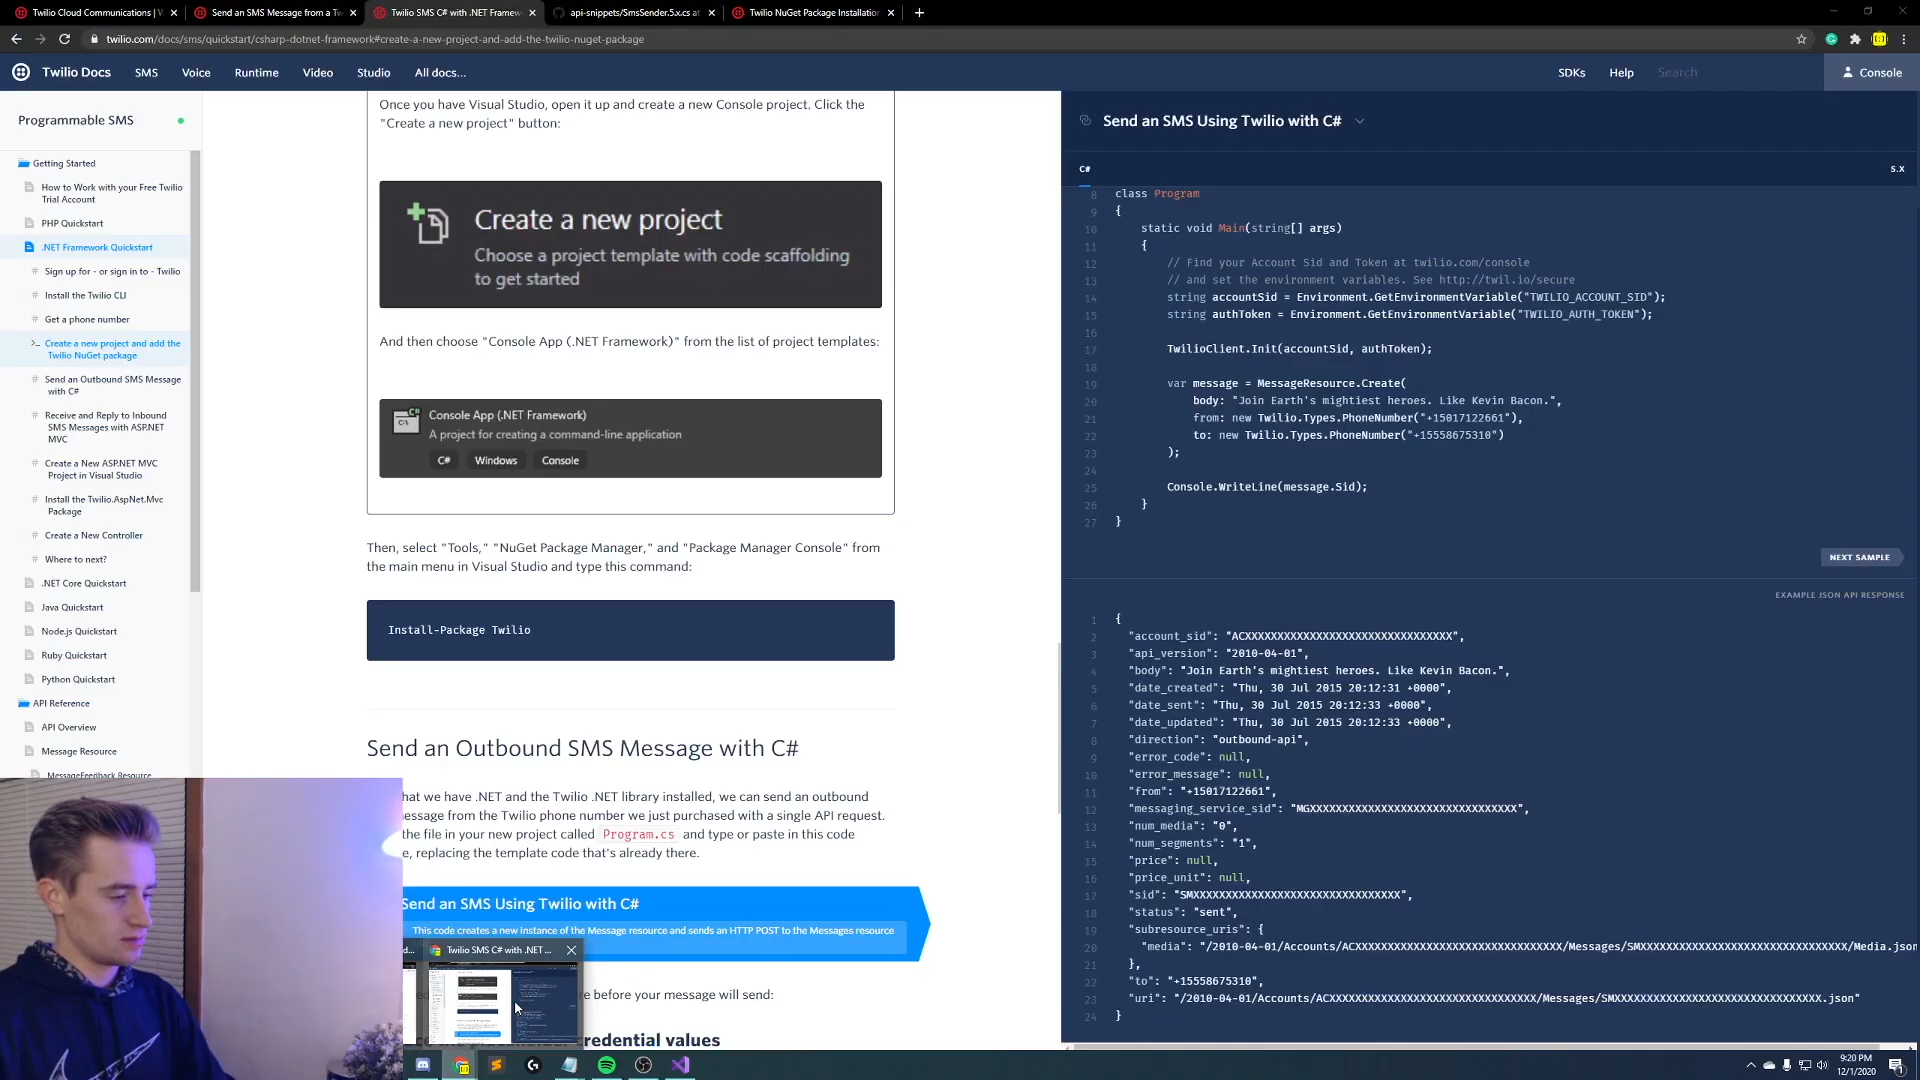 Twilio Cloud Communications | W
Send an SMS Message from a Tw
Twilio SMS C# with .NET Framew
api-snippets/SmsSender.5.x.cs at
Twilio NuGet Package Installation
twilio.com/docs/sms/quickstart/csharp-dotnet-framework#create-a-new-project-and-add-the-twilio-nuget-package
Twilio Docs
SMS
Voice
Runtime
Video
Studio
All docs...
SDKs
Help
Search
Console
Programmable SMS
Getting Started
How to Work with your Free Twilio
Trial Account
PHP Quickstart
.NET Framework Quickstart
# Sign up for - or sign in to - Twilio
# Install the Twilio CLI
# Get a phone number
>_ Create a new project and add the
Twilio NuGet package
# Send an Outbound SMS Message
with C#
# Receive and Reply to Inbound
SMS Messages with ASP.NET
MVC
# Create a New ASP.NET MVC
Project in Visual Studio
# Install the Twilio.AspNet.Mvc
Package
# Create a New Controller
# Where to next?
.NET Core Quickstart
Java Quickstart
Node.js Quickstart
Ruby Quickstart
Python Quickstart
API Reference
API Overview
Message Resource
MessageFeedback Resource
Once you have Visual Studio, open it up and create a new Console project. Click the
"Create a new project" button:
Create a new project
Choose a project template with code scaffolding
to get started
And then choose "Console App (.NET Framework)" from the list of project templates:
Console App (.NET Framework)
A project for creating a command-line application
C#
Windows
Console
Then, select "Tools," "NuGet Package Manager," and "Package Manager Console" from
the main menu in Visual Studio and type this command:
Install-Package Twilio
Send an Outbound SMS Message with C#
hat we have .NET and the Twilio .NET library installed, we can send an outbound
essage from the Twilio phone number we just purchased with a single API request.
the file in your new project called Program.cs and type or paste in this code
e, replacing the template code that's already there.
Send an SMS Using Twilio with C#
This code creates a new instance of the Message resource and sends an HTTP POST to the Messages resource
d...
Twilio SMS C# with .NET ...
re before your message will send:
redential values
Send an SMS Using Twilio with C#
C#
5.X
8 class Program
9 {
10 static void Main(string[] args)
11 {
12 // Find your Account Sid and Token at twilio.com/console
13 // and set the environment variables. See http://twil.io/secure
14 string accountSid = Environment.GetEnvironmentVariable("TWILIO_ACCOUNT_SID");
15 string authToken = Environment.GetEnvironmentVariable("TWILIO_AUTH_TOKEN");
16
17 TwilioClient.Init(accountSid, authToken);
18
19 var message = MessageResource.Create(
20 body: "Join Earth's mightiest heroes. Like Kevin Bacon.",
21 from: new Twilio.Types.PhoneNumber("+15017122661"),
22 to: new Twilio.Types.PhoneNumber("+15558675310")
23 );
24
25 Console.WriteLine(message.Sid);
26 }
27 }
NEXT SAMPLE
EXAMPLE JSON API RESPONSE
1 {
2 "account_sid": "ACXXXXXXXXXXXXXXXXXXXXXXXXXXXXXXXX",
3 "api_version": "2010-04-01",
4 "body": "Join Earth's mightiest heroes. Like Kevin Bacon.",
5 "date_created": "Thu, 30 Jul 2015 20:12:31 +0000",
6 "date_sent": "Thu, 30 Jul 2015 20:12:33 +0000",
7 "date_updated": "Thu, 30 Jul 2015 20:12:33 +0000",
8 "direction": "outbound-api",
9 "error_code": null,
10 "error_message": null,
11 "from": "+15017122661",
12 "messaging_service_sid": "MGXXXXXXXXXXXXXXXXXXXXXXXXXXXXXXXX",
13 "num_media": "0",
14 "num_segments": "1",
15 "price": null,
16 "price_unit": null,
17 "sid": "SMXXXXXXXXXXXXXXXXXXXXXXXXXXXXXXXX",
18 "status": "sent",
19 "subresource_uris": {
20 "media": "/2010-04-01/Accounts/ACXXXXXXXXXXXXXXXXXXXXXXXXXXXXXXXX/Messages/SMXXXXXXXXXXXXXXXXXXXXXXXXXXXXXXXX/Media.json
21 },
22 "to": "+15558675310",
23 "uri": "/2010-04-01/Accounts/ACXXXXXXXXXXXXXXXXXXXXXXXXXXXXXXXX/Messages/SMXXXXXXXXXXXXXXXXXXXXXXXXXXXXXXXX.json"
24 }
9:20 PM
12/1/2020